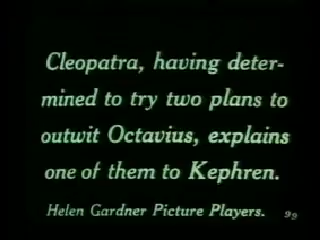 Cleopatra, having deter-
mined to try two plans to
outwit Octavius, explains
one of them to Kephren.
Helen Gardner Picture Players. 99